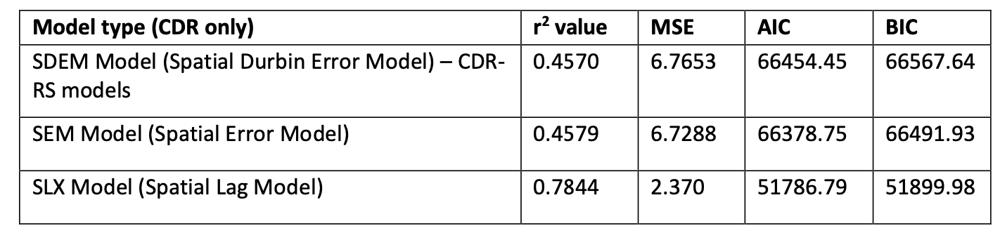 Model type (CDR only) r² value MSE AIC BIC
SDEM Model (Spatial Durbin Error Model) – CDR- 0.4570 6.7653 66454.45 66567.64
RS models
SEM Model (Spatial Error Model) 0.4579 6.7288 66378.75 66491.93
SLX Model (Spatial Lag Model) 0.7844 2.370 51786.79 51899.98